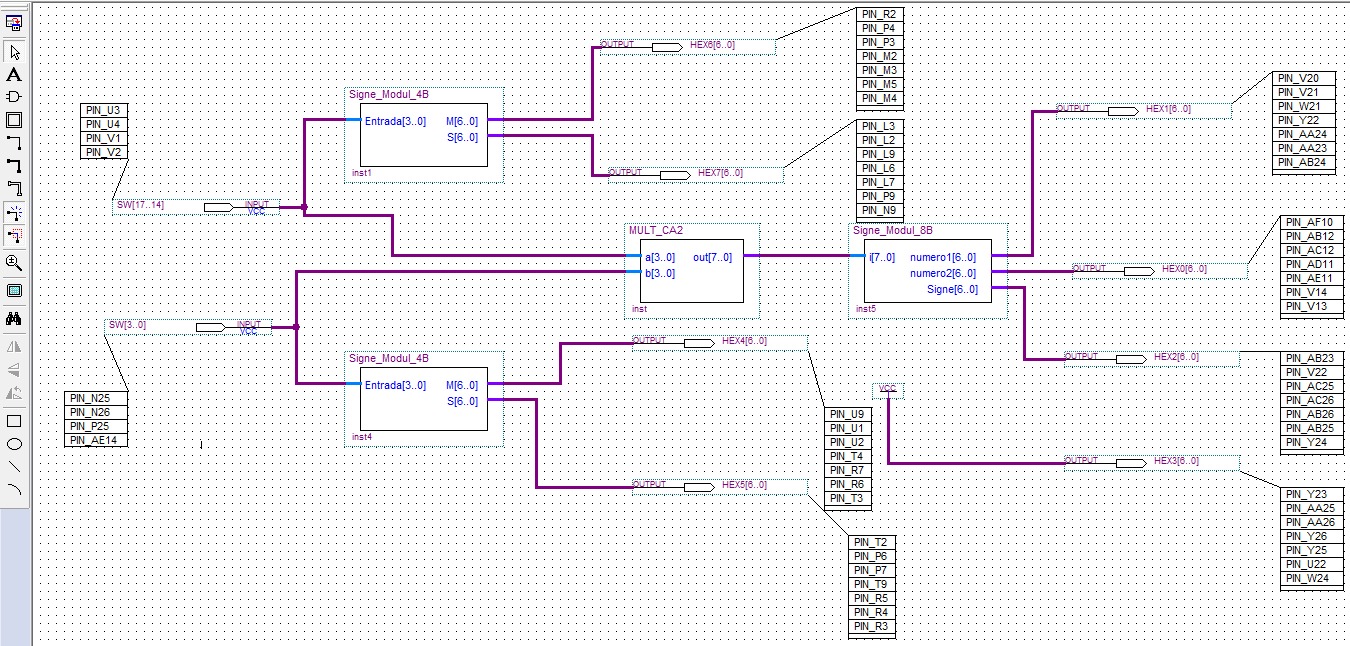 PIN_U3
PIN_U4
PIN_V1
PIN_V2
SW[17..14]
INPUT
VCC
Signe_Modul_4B
Entrada[3..0]
M[6..0]
S[6..0]
inst1
OUTPUT
HEX6[6..0]
PIN_R2
PIN_P4
PIN_P3
PIN_M2
PIN_M3
PIN_M5
PIN_M4
OUTPUT
HEX7[6..0]
PIN_L3
PIN_L2
PIN_L9
PIN_L6
PIN_L7
PIN_P9
PIN_N9
MULT_CA2
a[3..0]
b[3..0]
out[7..0]
inst
Signe_Modul_8B
i[7..0]
numero1[6..0]
numero2[6..0]
Signe[6..0]
inst5
OUTPUT
HEX1[6..0]
PIN_V20
PIN_V21
PIN_W21
PIN_Y22
PIN_AA24
PIN_AA23
PIN_AB24
OUTPUT
HEX0[6..0]
PIN_AF10
PIN_AB12
PIN_AC12
PIN_AD11
PIN_AE11
PIN_V14
PIN_V13
SW[3..0]
INPUT
VCC
PIN_N25
PIN_N26
PIN_P25
PIN_AE14
Signe_Modul_4B
Entrada[3..0]
M[6..0]
S[6..0]
inst4
OUTPUT
HEX4[6..0]
PIN_U9
PIN_U1
PIN_U2
PIN_T4
PIN_R7
PIN_R6
PIN_T3
OUTPUT
HEX5[6..0]
PIN_T2
PIN_P6
PIN_P7
PIN_T9
PIN_R5
PIN_R4
PIN_R3
OUTPUT
HEX2[6..0]
PIN_AB23
PIN_V22
PIN_AC25
PIN_AC26
PIN_AB26
PIN_AB25
PIN_Y24
VCC
OUTPUT
HEX3[6..0]
PIN_Y23
PIN_AA25
PIN_AA26
PIN_Y26
PIN_Y25
PIN_U22
PIN_W24